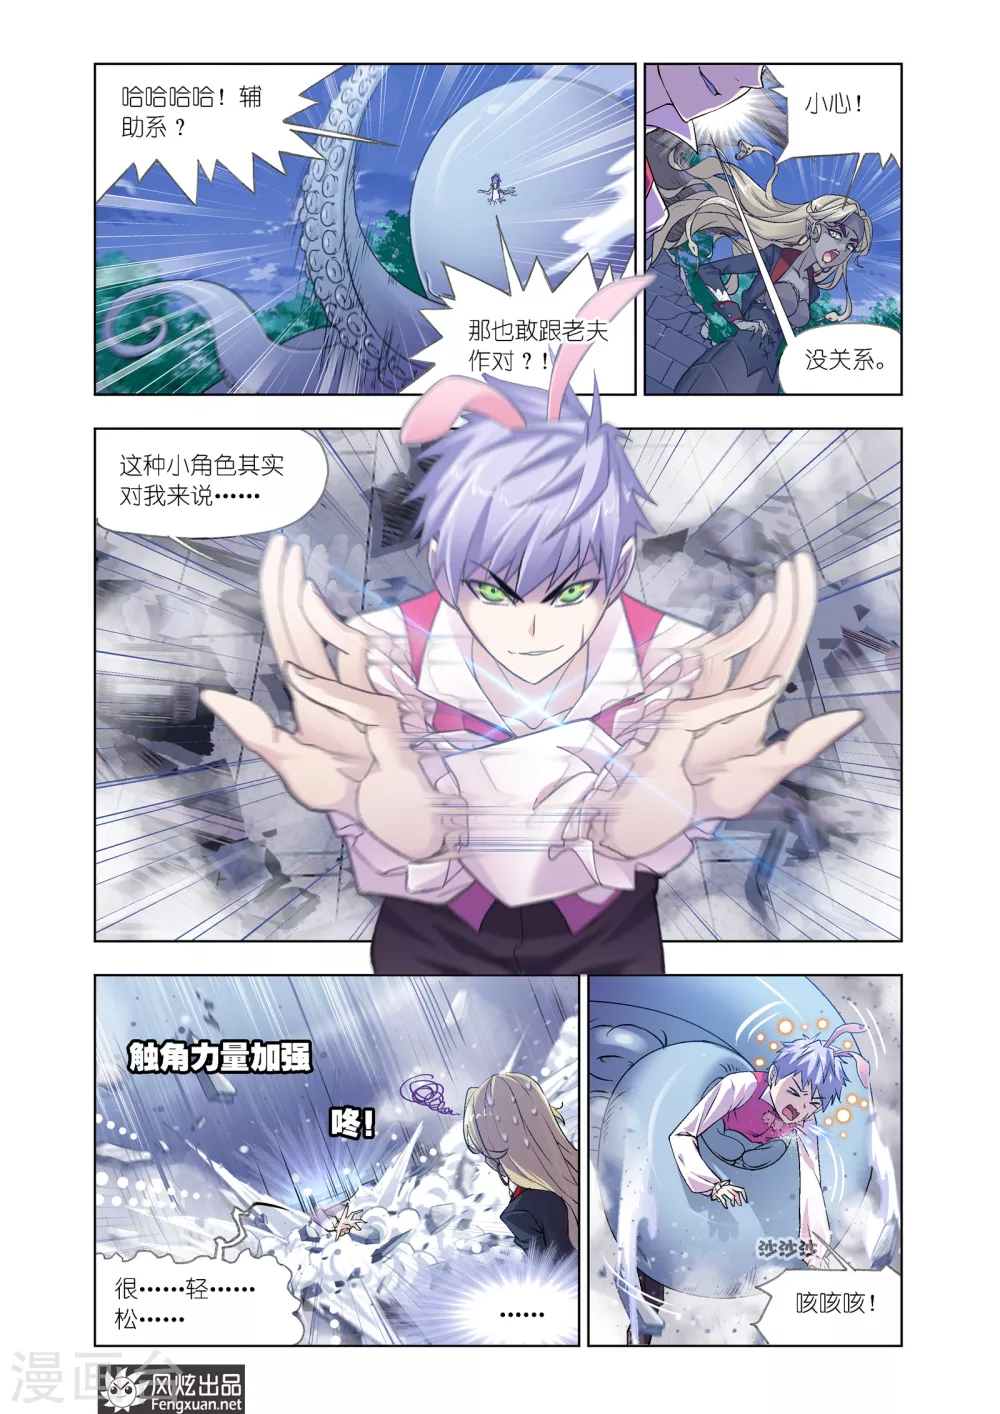 哈哈哈哈！辅
助系？
那也敢跟老夫
作对？！
小心！
没关系。
这种小角色其实
对我来说……
触角力量加强
咚！
很……轻……
松……
……
沙沙沙
咳咳咳！
漫画台
风炫出品
Fengxuan.net